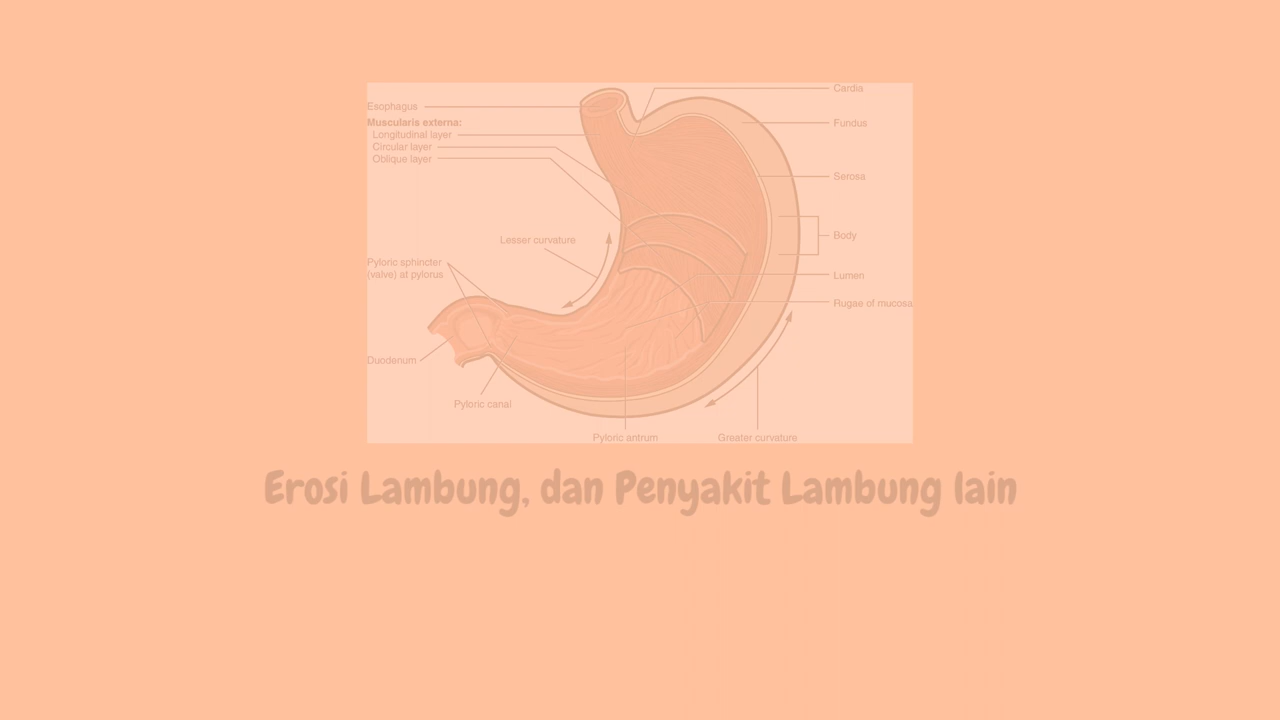 Esophagus
Muscularis externa:
Longitudinal layer
Circular layer
Oblique layer
Lesser curvature
Pyloric sphincter
(valve) at pylorus
Duodenum
Pyloric canal
Pyloric antrum
Greater curvature
Cardia
Fundus
Serosa
Body
Lumen
Rugae of mucosa
Erosi Lambung, dan Penyakit Lambung lain